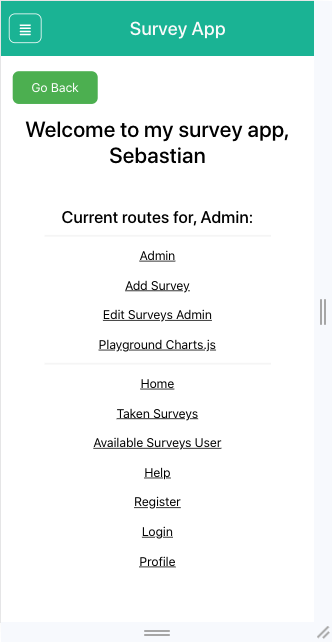 Survey App
Go Back
Welcome to my survey app,
Sebastian
Current routes for, Admin:
Admin
Add Survey
Edit Surveys Admin
Playground Charts.js
Home
Taken Surveys
Available Surveys User
Help
Register
Login
Profile